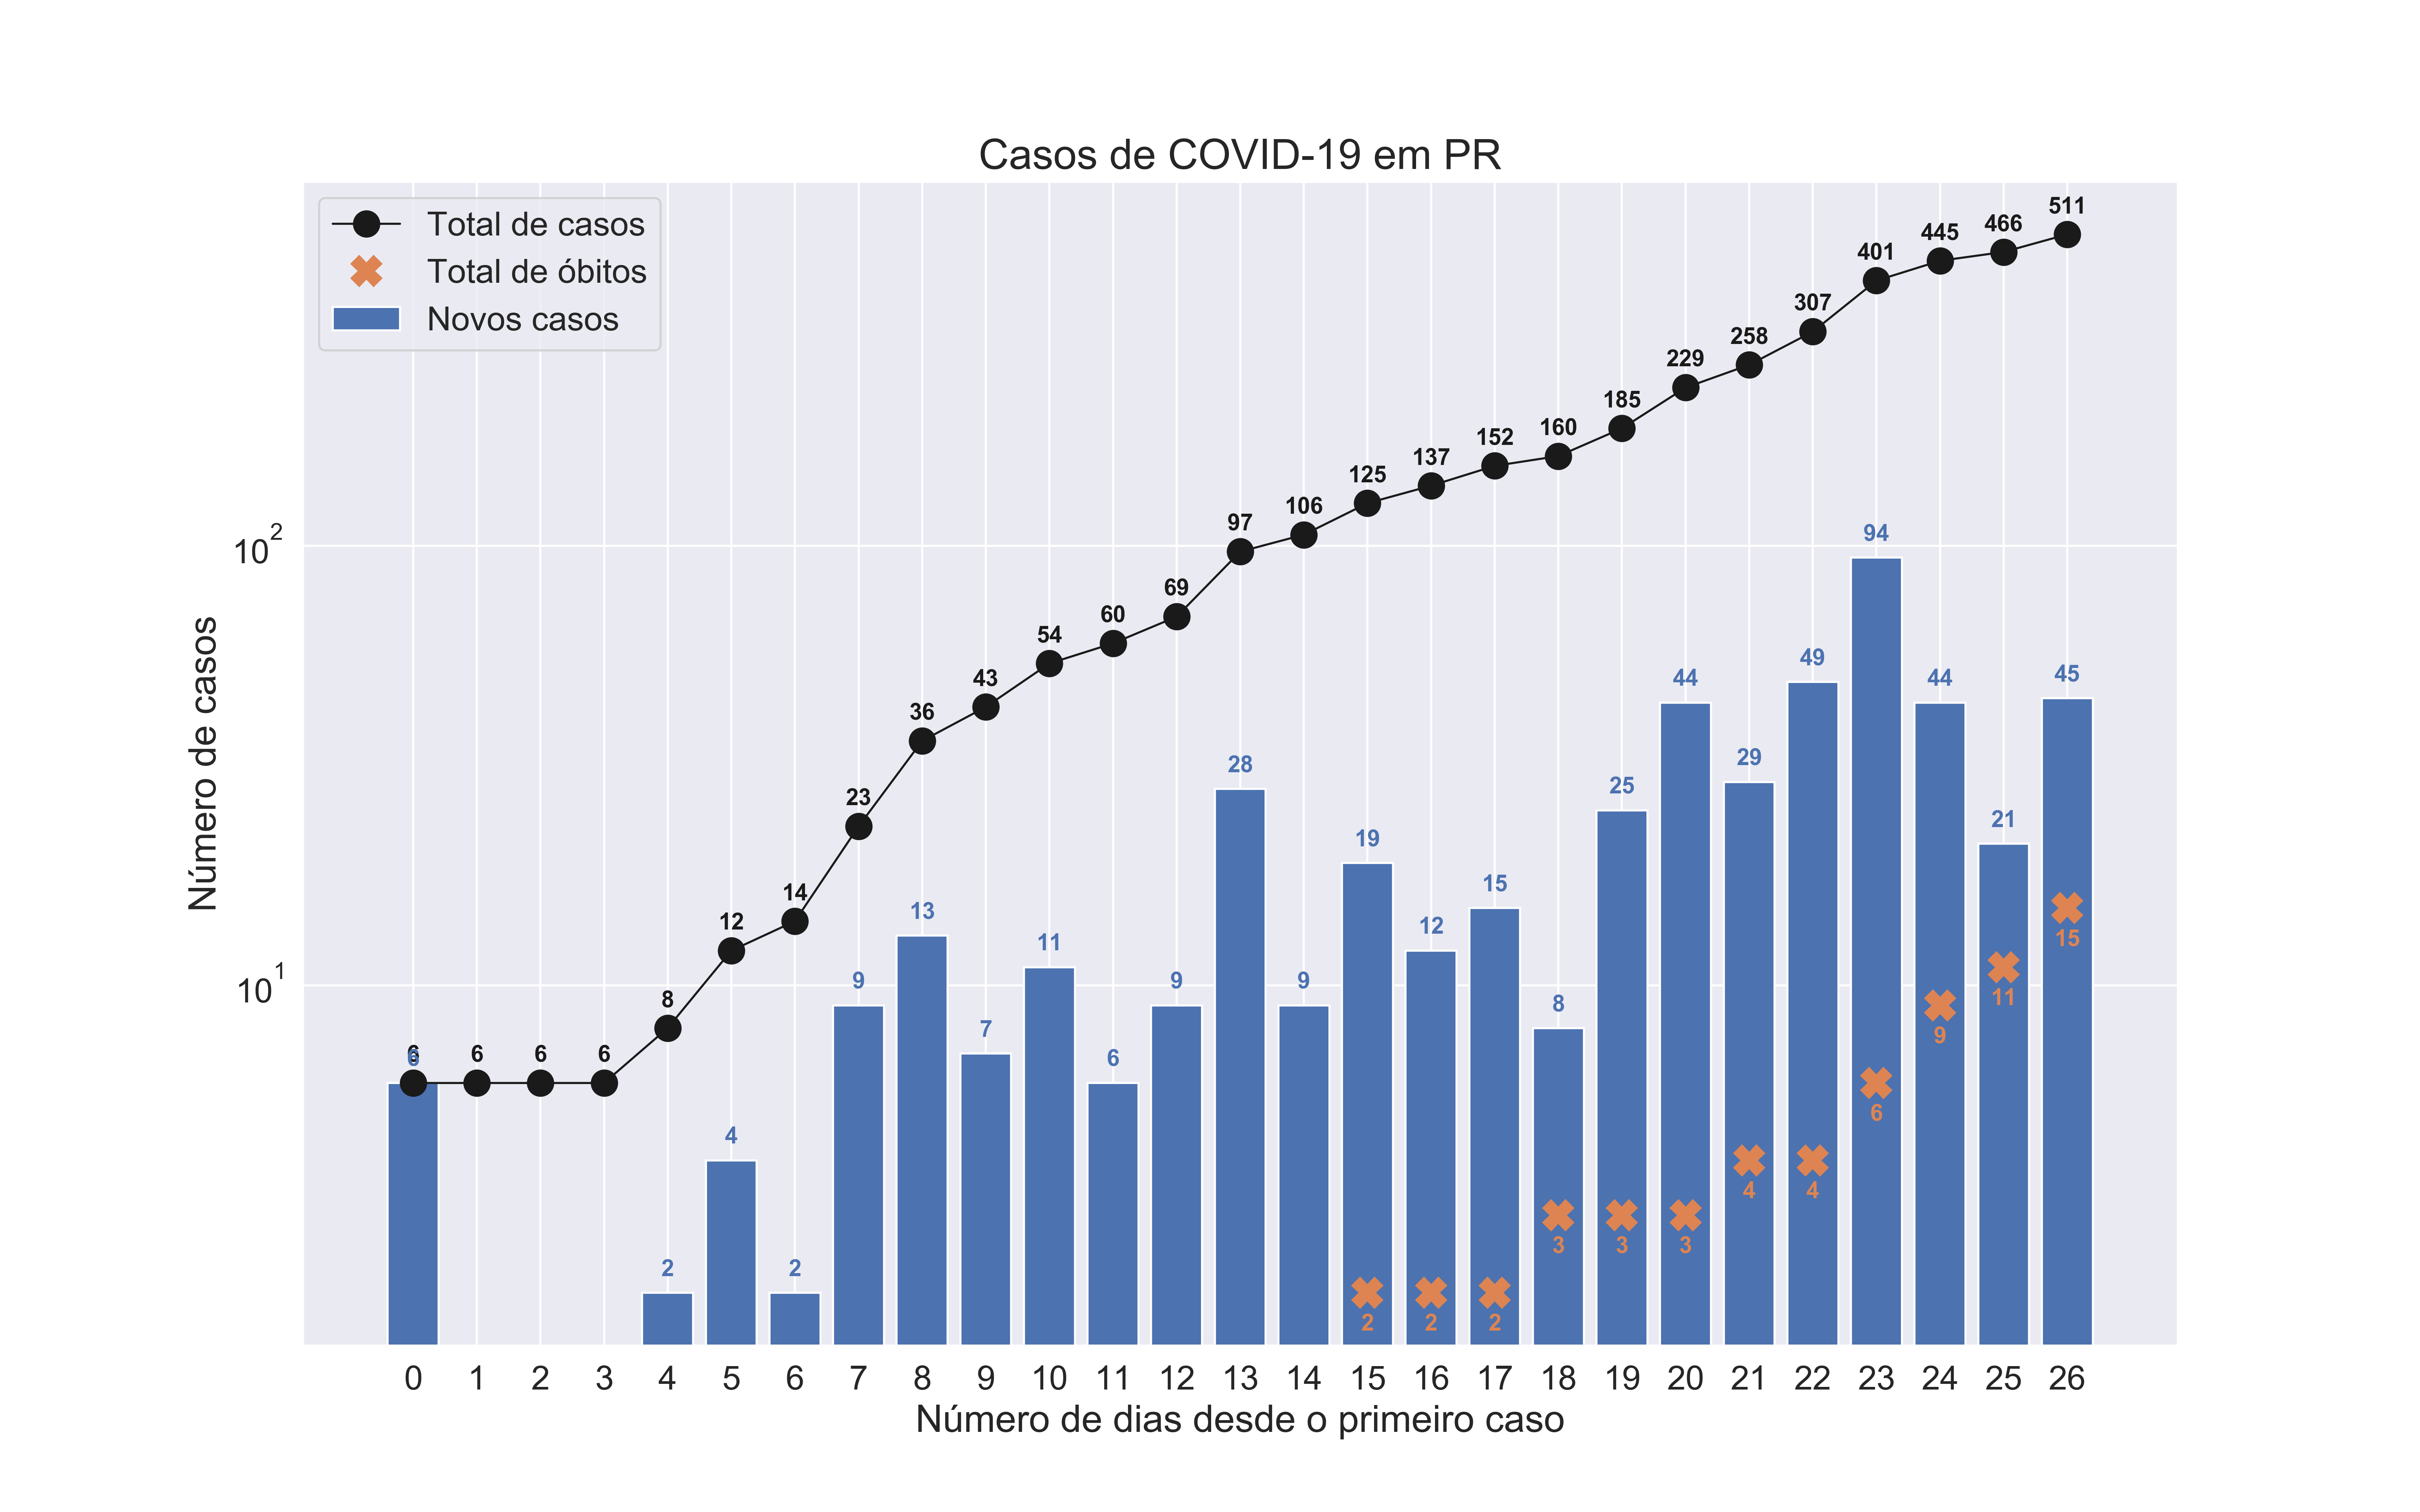 Casos de COVID-19 em PR
Total de casos
Total de óbitos
Novos casos
Número de casos
10^2
10^1
6 6 6 6 8 12 14 23 36 43 54 60 69 97 106 125 137 152 160 185 229 258 307 401 445 466 511
6 2 4 2 9 13 7 11 6 9 28 9 19 12 15 8 25 44 29 49 94 44 21 45
2 2 2 3 3 3 4 4 6 9 11 15
0 1 2 3 4 5 6 7 8 9 10 11 12 13 14 15 16 17 18 19 20 21 22 23 24 25 26
Número de dias desde o primeiro caso